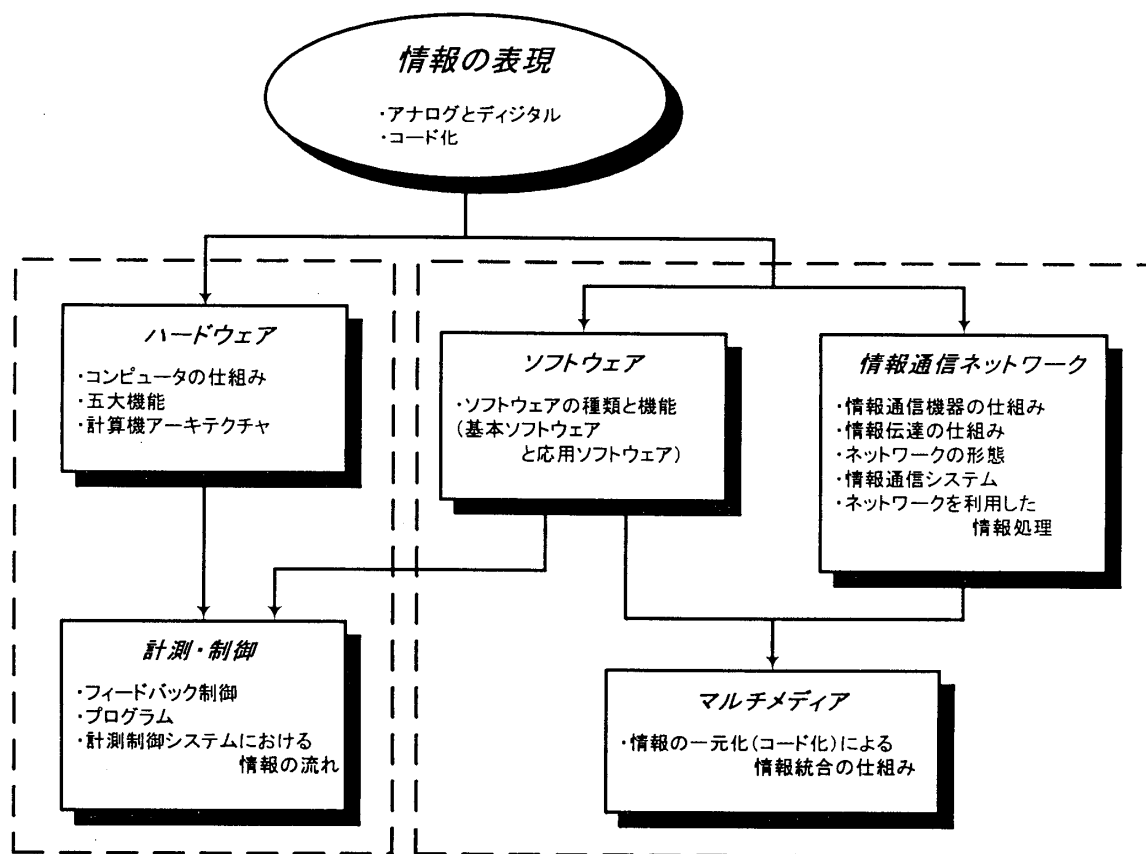 情報の表現
・アナログとディジタル
・コード化
ハードウェア
・コンピュータの仕組み
・五大機能
・計算機アーキテクチャ
ソフトウェア
・ソフトウェアの種類と機能
(基本ソフトウェア
と応用ソフトウェア)
情報通信ネットワーク
・情報通信機器の仕組み
・情報伝達の仕組み
・ネットワークの形態
・情報通信システム
・ネットワークを利用した
情報処理
計測・制御
・フィードバック制御
・プログラム
・計測制御システムにおける
情報の流れ
マルチメディア
・情報の一元化(コード化)による
情報統合の仕組み